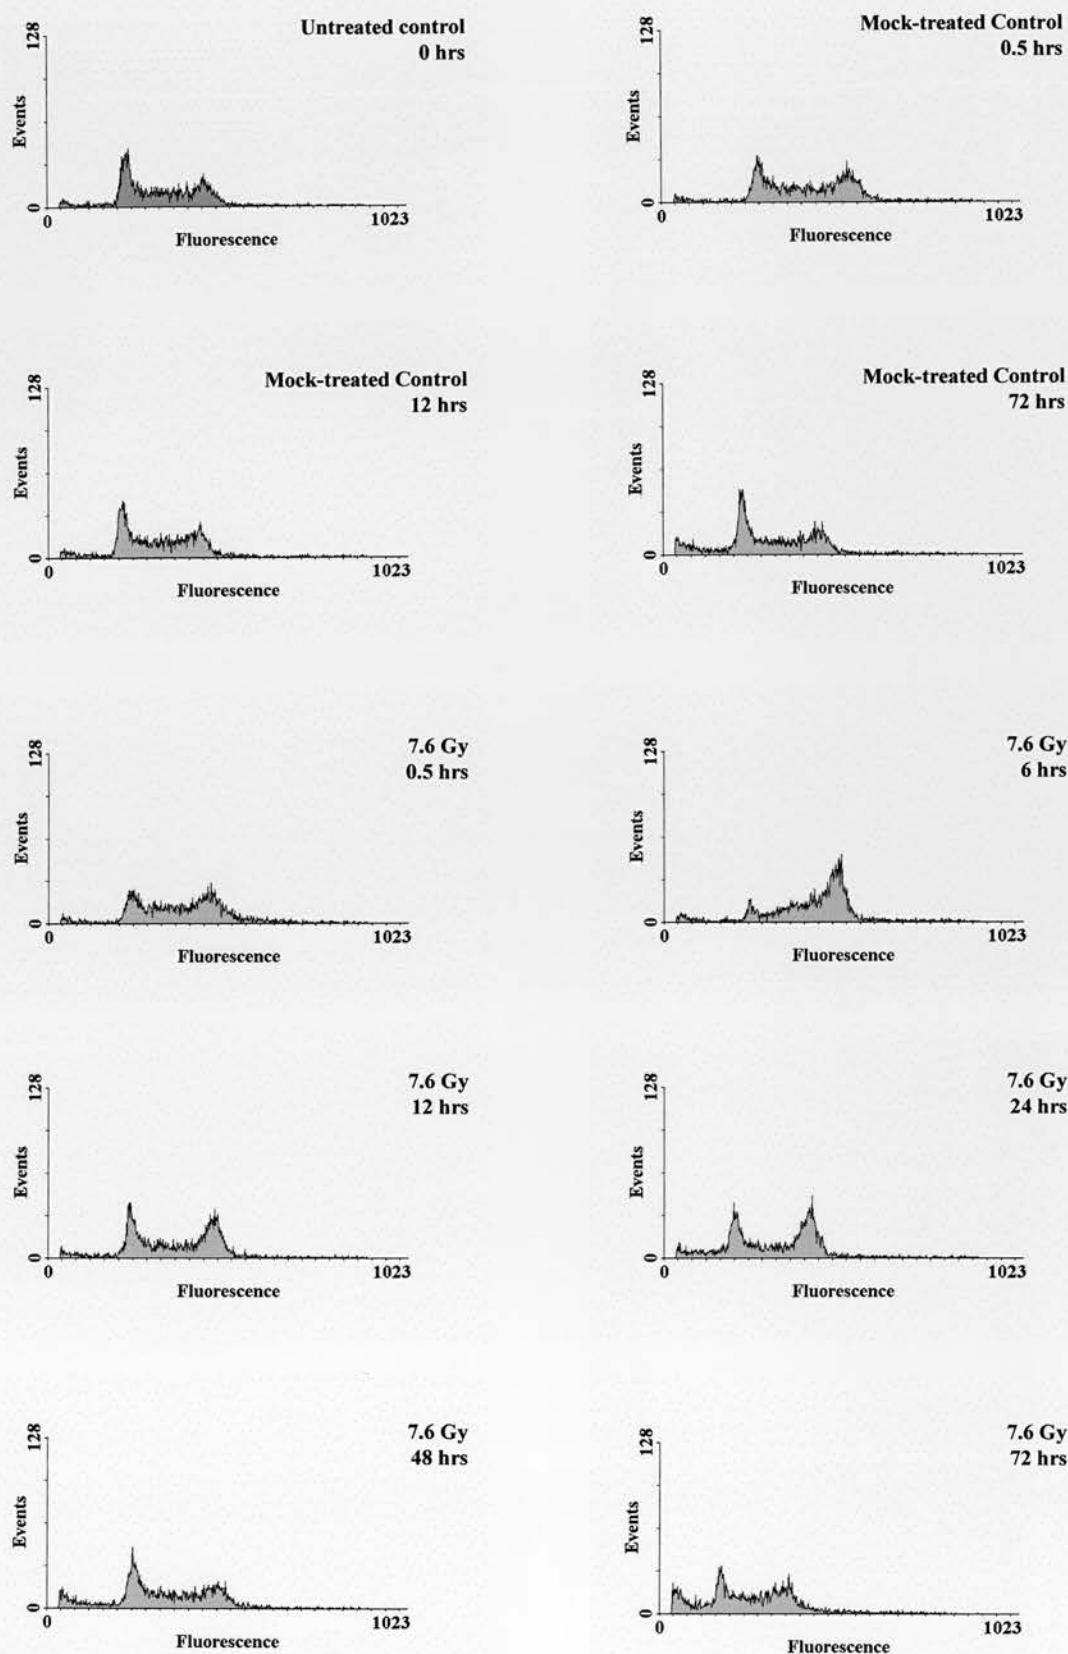 Untreated control
0 hrs
128
Events
0
0
1023
Fluorescence
Mock-treated Control
0.5 hrs
128
Events
0
0
1023
Fluorescence
Mock-treated Control
12 hrs
128
Events
0
0
1023
Fluorescence
Mock-treated Control
72 hrs
128
Events
0
0
1023
Fluorescence
7.6 Gy
0.5 hrs
128
Events
0
0
1023
Fluorescence
7.6 Gy
6 hrs
128
Events
0
0
1023
Fluorescence
7.6 Gy
12 hrs
128
Events
0
0
1023
Fluorescence
7.6 Gy
24 hrs
128
Events
0
0
1023
Fluorescence
7.6 Gy
48 hrs
128
Events
0
0
1023
Fluorescence
7.6 Gy
72 hrs
128
Events
0
0
1023
Fluorescence